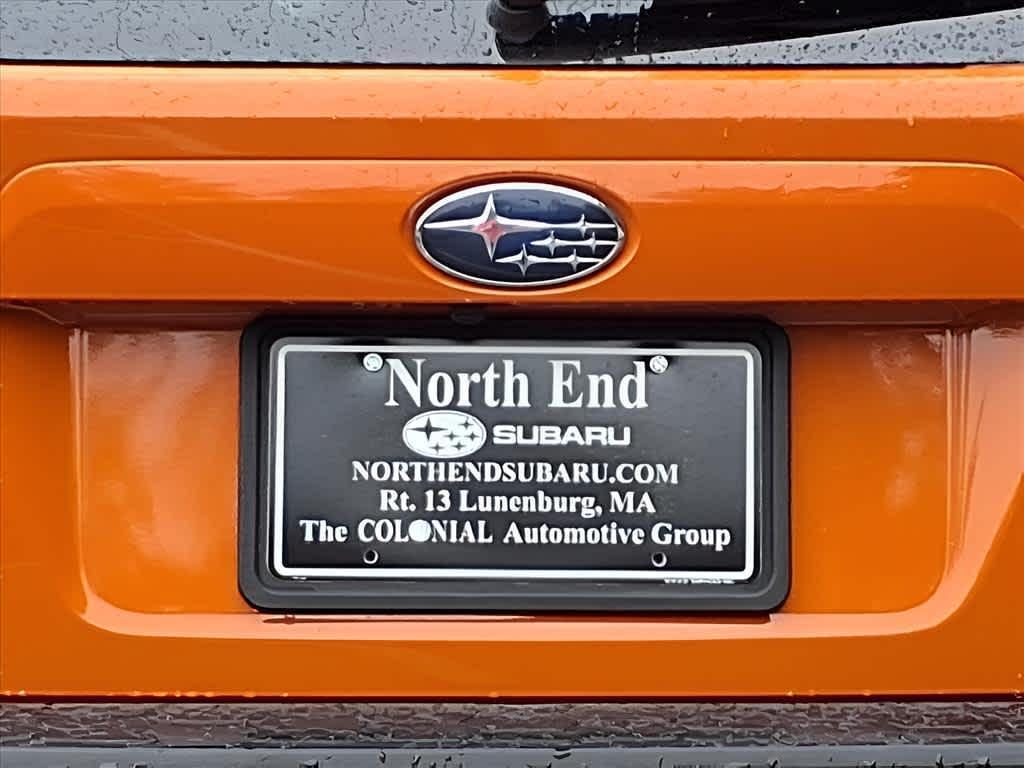 North End
SUBARU
NORTHENDSUBARU.COM
Rt. 13 Lunenburg, MA
The COLONIAL Automotive Group